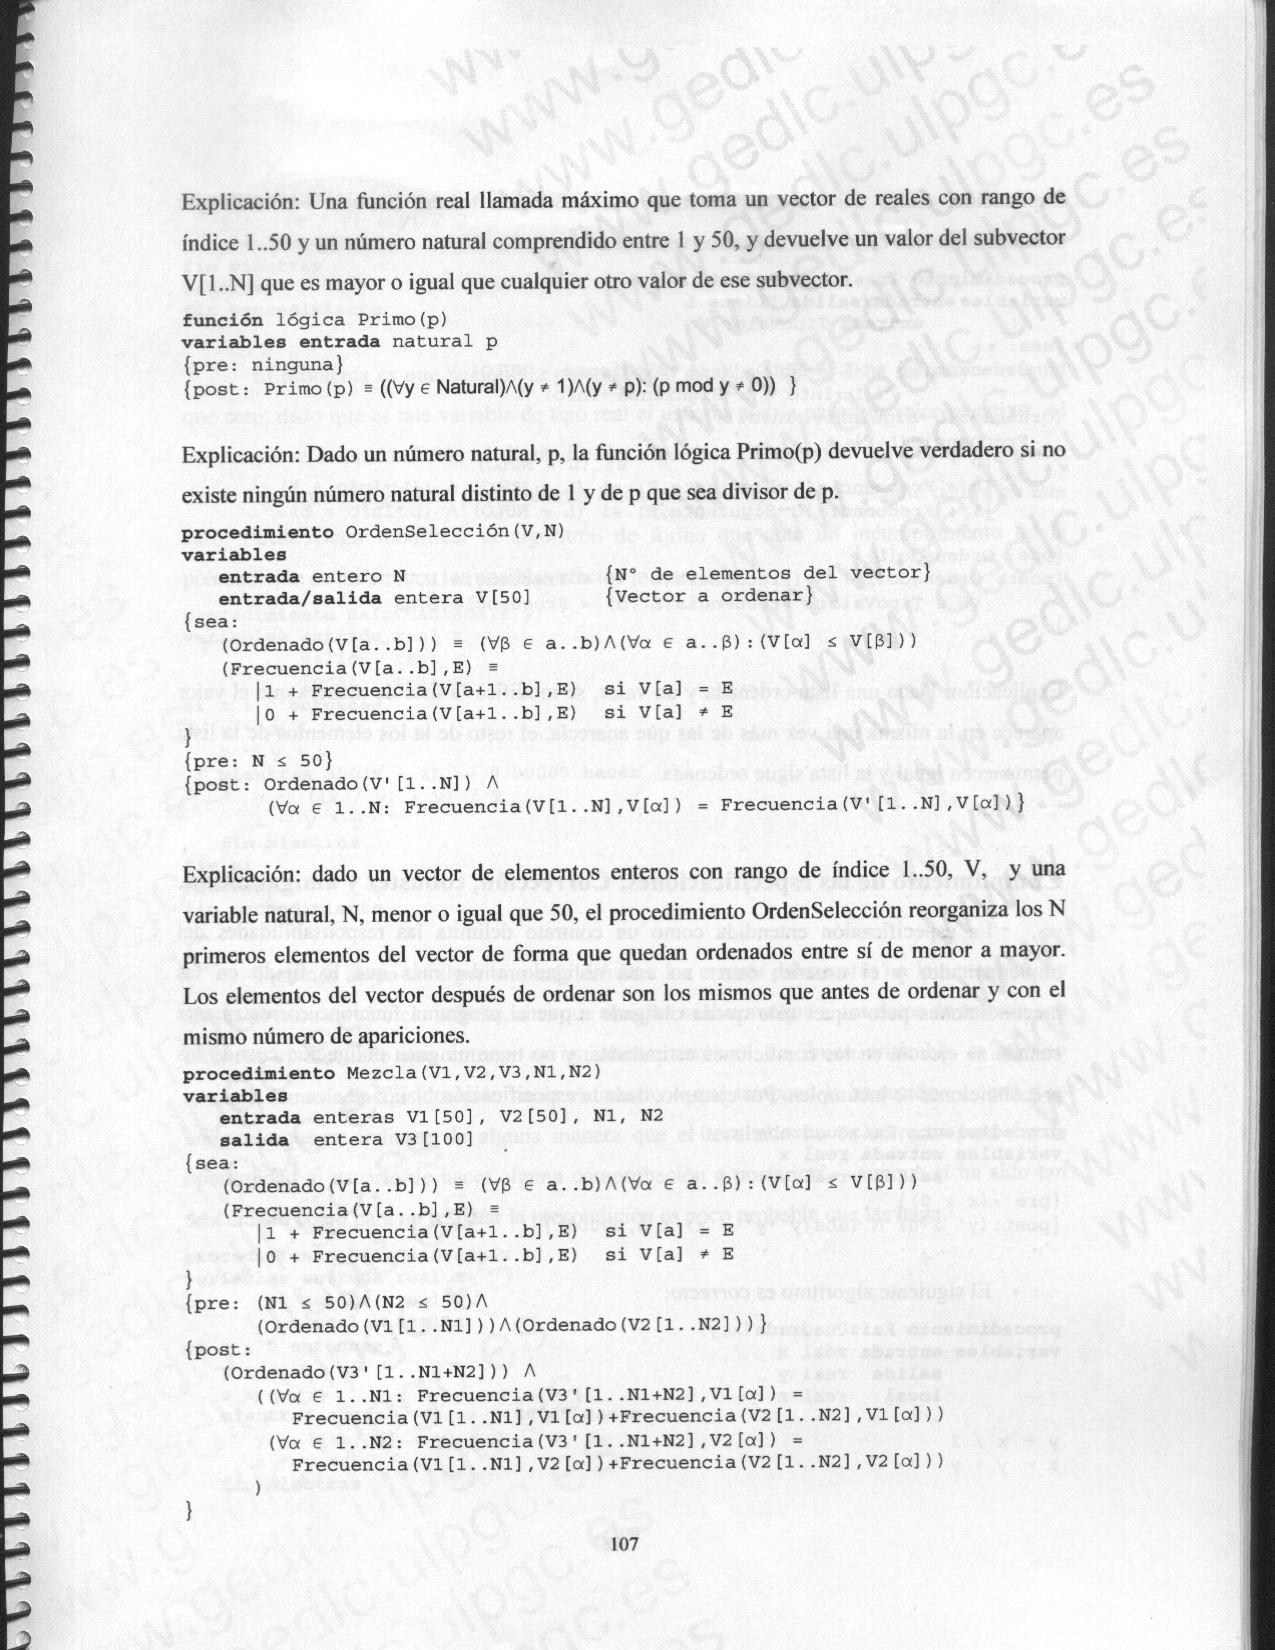 Explicación: Una función real llamada máximo que toma un vector de reales con rango de
índice 1..50 y un número natural comprendido entre 1 y 50, y devuelve un valor del subvector
V[1..N] que es mayor o igual que cualquier otro valor de ese subvector.
función lógica Primo(p)
variables entrada natural p
{pre: ninguna}
{post: Primo(p) ≡ ((∀y ∈ Natural)∧(y ≠ 1)∧(y ≠ p): (p mod y ≠ 0)) }
Explicación: Dado un número natural, p, la función lógica Primo(p) devuelve verdadero si no
existe ningún número natural distinto de 1 y de p que sea divisor de p.
procedimiento OrdenSelección(V,N)
variables
entrada entero N {N° de elementos del vector}
entrada/salida entera V[50] {Vector a ordenar}
{sea:
(Ordenado(V[a..b])) ≡ (∀β ∈ a..b)∧(∀α ∈ a..β):(V[α] ≤ V[β]))
(Frecuencia(V[a..b],E) ≡
|1 + Frecuencia(V[a+1..b],E) si V[a] = E
|0 + Frecuencia(V[a+1..b],E) si V[a] ≠ E
}
{pre: N ≤ 50}
{post: Ordenado(V'[1..N]) ∧
(∀α ∈ 1..N: Frecuencia(V[1..N],V[α]) = Frecuencia(V'[1..N],V[α])}
Explicación: dado un vector de elementos enteros con rango de índice 1..50, V, y una
variable natural, N, menor o igual que 50, el procedimiento OrdenSelección reorganiza los N
primeros elementos del vector de forma que quedan ordenados entre sí de menor a mayor.
Los elementos del vector después de ordenar son los mismos que antes de ordenar y con el
mismo número de apariciones.
procedimiento Mezcla(V1,V2,V3,N1,N2)
variables
entrada enteras V1[50], V2[50], N1, N2
salida entera V3[100]
{sea:
(Ordenado(V[a..b])) ≡ (∀β ∈ a..b)∧(∀α ∈ a..β):(V[α] ≤ V[β]))
(Frecuencia(V[a..b],E) ≡
|1 + Frecuencia(V[a+1..b],E) si V[a] = E
|0 + Frecuencia(V[a+1..b],E) si V[a] ≠ E
}
{pre: (N1 ≤ 50)∧(N2 ≤ 50)∧
(Ordenado(V1[1..N1]))∧(Ordenado(V2[1..N2]))}
{post:
(Ordenado(V3'[1..N1+N2])) ∧
((∀α ∈ 1..N1: Frecuencia(V3'[1..N1+N2],V1[α]) =
Frecuencia(V1[1..N1],V1[α])+Frecuencia(V2[1..N2],V1[α]))
(∀α ∈ 1..N2: Frecuencia(V3'[1..N1+N2],V2[α]) =
Frecuencia(V1[1..N1],V2[α])+Frecuencia(V2[1..N2],V2[α]))
)
}
107
www.gedlc.ulpgc.es